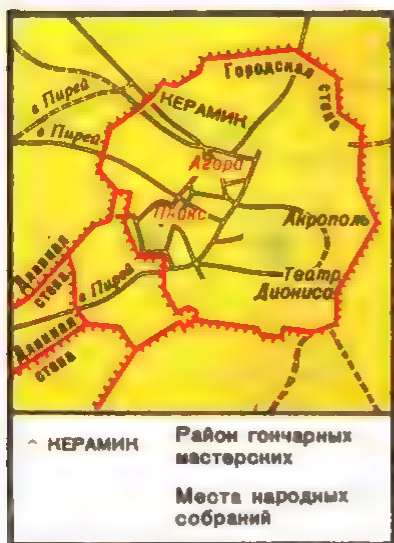 Городская
стена
КЕРАМИК
в Пирей
в Пирей
Агора
Пникс
Акрополь
Длинная
стена
в Пирей
Театр
Диониса
Длинная
стена
КЕРАМИК
Район гончарных
мастерских
Места народных
собраний